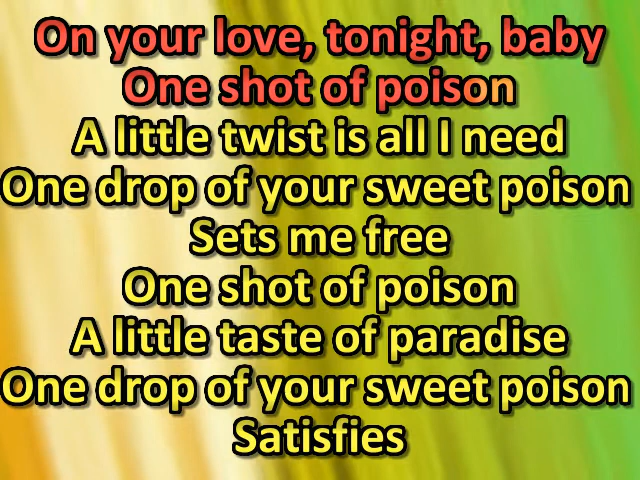 On your love, tonight, baby
One shot of poison
A little twist is all I need
One drop of your sweet poison
Sets me free
One shot of poison
A little taste of paradise
One drop of your sweet poison
Satisfies